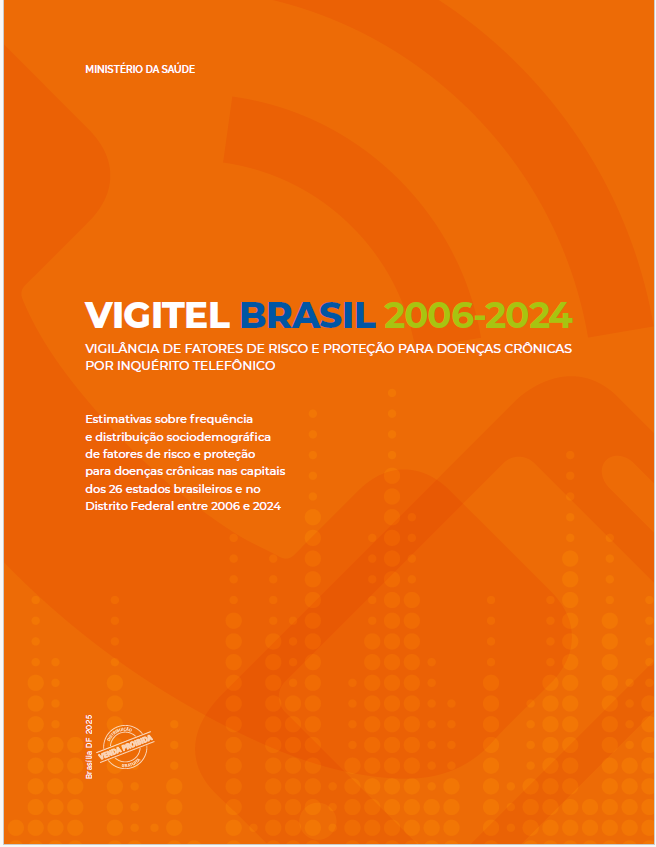 MINISTÉRIO DA SAÚDE
VIGITEL BRASIL 2006-2024
VIGILÂNCIA DE FATORES DE RISCO E PROTEÇÃO PARA DOENÇAS CRÔNICAS
POR INQUÉRITO TELEFÔNICO
Estimativas sobre frequência
e distribuição sociodemográfica
de fatores de risco e proteção
para doenças crônicas nas capitais
dos 26 estados brasileiros e no
Distrito Federal entre 2006 e 2024
Brasília DF 2025
DISTRIBUIÇÃO
VENDA PROIBIDA
GRATUITA